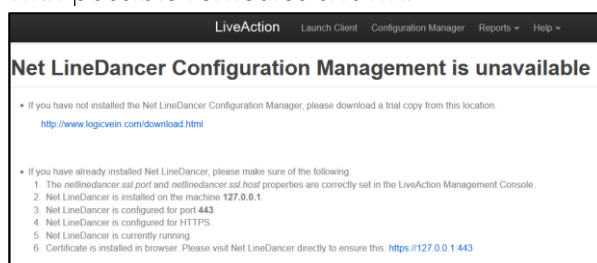 LiveAction Launch Client Configuration Manager Reports Help
Net LineDancer Configuration Management is unavailable
• If you have not installed the Net LineDancer Configuration Manager, please download a trial copy from this location.
http://www.logicvein.com/download.html
• If you have already installed Net LineDancer, please make sure of the following.
1. The netlinedancer.ssl.port and netlinedancer.ssl.host properties are correctly set in the LiveAction Management Console.
2. Net LineDancer is installed on the machine 127.0.0.1.
3. Net LineDancer is configured for port 443.
4. Net LineDancer is configured for HTTPS.
5. Net LineDancer is currently running.
6. Certificate is installed in browser. Please visit Net LineDancer directly to ensure this. https://127.0.0.1:443